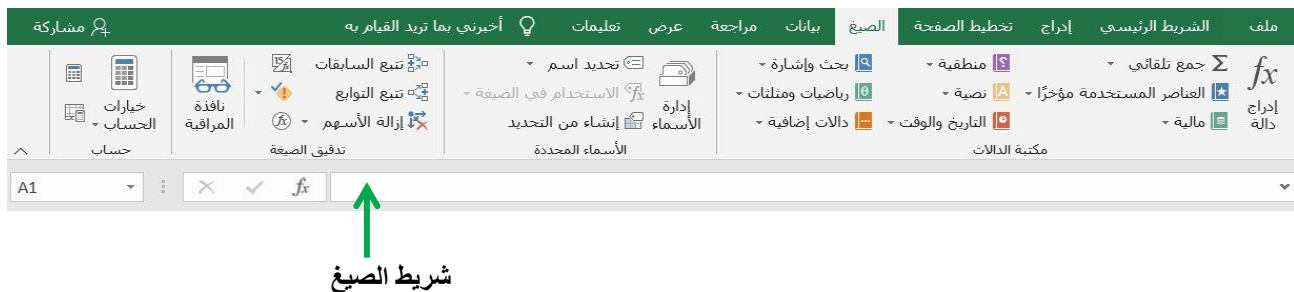 ملف الشريط الرئيسي إدراج تخطيط الصفحة الصيغ بيانات مراجعة عرض تعليمات أخبرني بما تريد القيام به مشاركة
fx إدراج دالة
Σ جمع تلقائي
العناصر المستخدمة مؤخرًا
مالية
? منطقية
A نصية
التاريخ والوقت
بحث وإشارة
θ رياضيات ومثلثات
دالات إضافية
مكتبة الدالات
إدارة الأسماء
تحديد اسم
الاستخدام في الصيغة
إنشاء من التحديد
الأسماء المحددة
تتبع السابقات
تتبع التوابع
إزالة الأسهم
تدقيق الصيغة
نافذة المراقبة
خيارات الحساب
حساب
A1 fx
شريط الصيغ